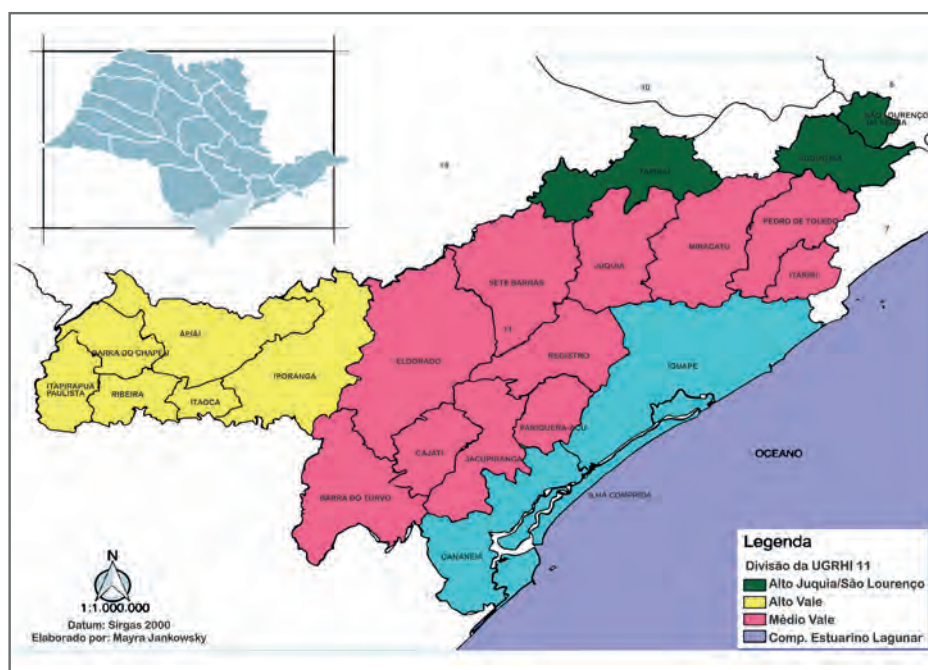 10
6
SÃO LOURENÇO
DA SERRA
JUQUITIBA
TAPIRAÍ
18
7
PEDRO DE TOLEDO
MIRACATU
ITARIRI
JUQUIÁ
SETE BARRAS
11
APIAÍ
BARRA DO CHAPÉU
ELDORADO
REGISTRO
IGUAPE
IPORANGA
ITAPIRAPUÃ
PAULISTA
RIBEIRA
ITAOCA
PARIQUERA-AÇU
CAJATI
JACUPIRANGA
OCEANO
BARRA DO TURVO
ILHA COMPRIDA
CANANÉIA
N
1:1.000.000
Datum: Sirgas 2000
Elaborado por: Mayra Jankowsky
Legenda
Divisão da UGRHI 11
Alto Juquia/São Lourenço
Alto Vale
Médio Vale
Comp. Estuarino Lagunar